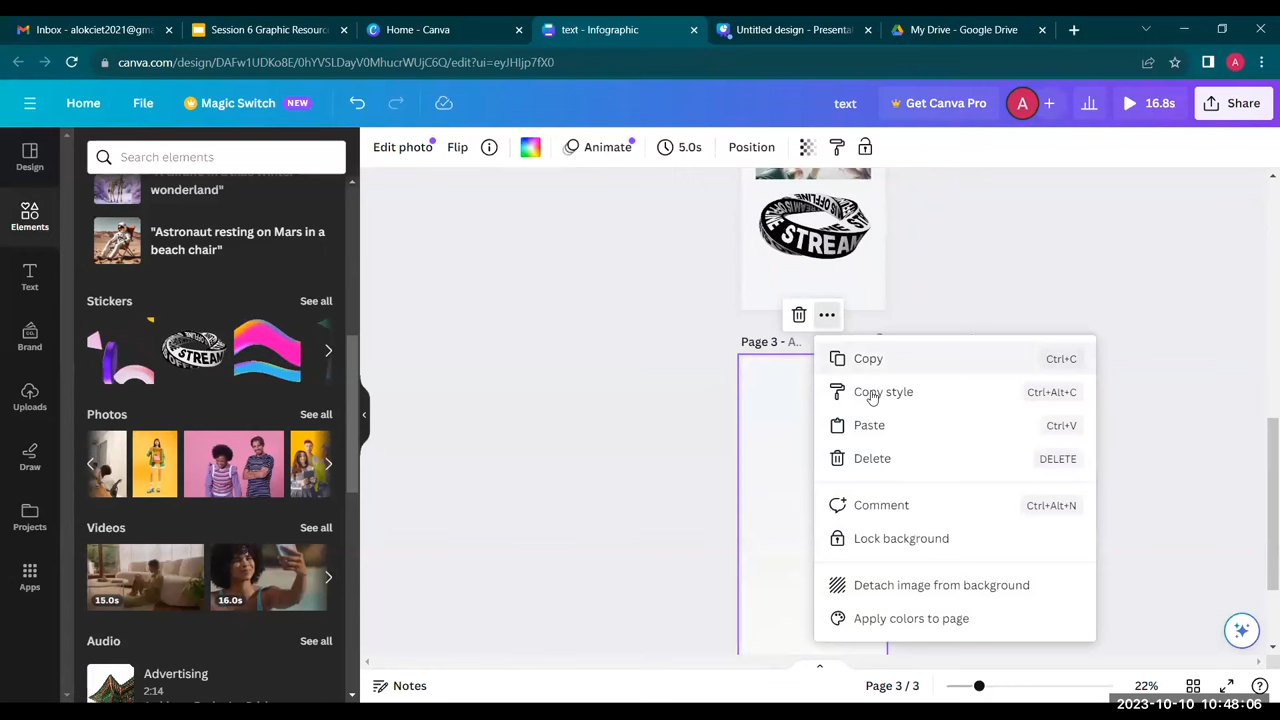 Inbox - alokciet2021@gma
Session 6 Graphic Resourc
Home - Canva
text - Infographic
Untitled design - Presenta
My Drive - Google Drive
canva.com/design/DAFw1UDKo8E/0hYVSLDayV0MhucrWUjC6Q/edit?ui=eyJHIjp7fX0
A
Home
File
Magic Switch NEW
text
Get Canva Pro
A
16.8s
Share
Design
Elements
Text
Brand
Uploads
Draw
Projects
Apps
Search elements
wonderland"
"Astronaut resting on Mars in a
beach chair"
Stickers
See all
STREAM
Photos
See all
Videos
See all
15.0s
16.0s
Audio
See all
Advertising
2:14
Edit photo
Flip
Animate
5.0s
Position
STREAM
Page 3 - A..
Copy Ctrl+C
Copy style Ctrl+Alt+C
Paste Ctrl+V
Delete DELETE
Comment Ctrl+Alt+N
Lock background
Detach image from background
Apply colors to page
Notes
Page 3 / 3
22%
2023-10-10 10:48:06